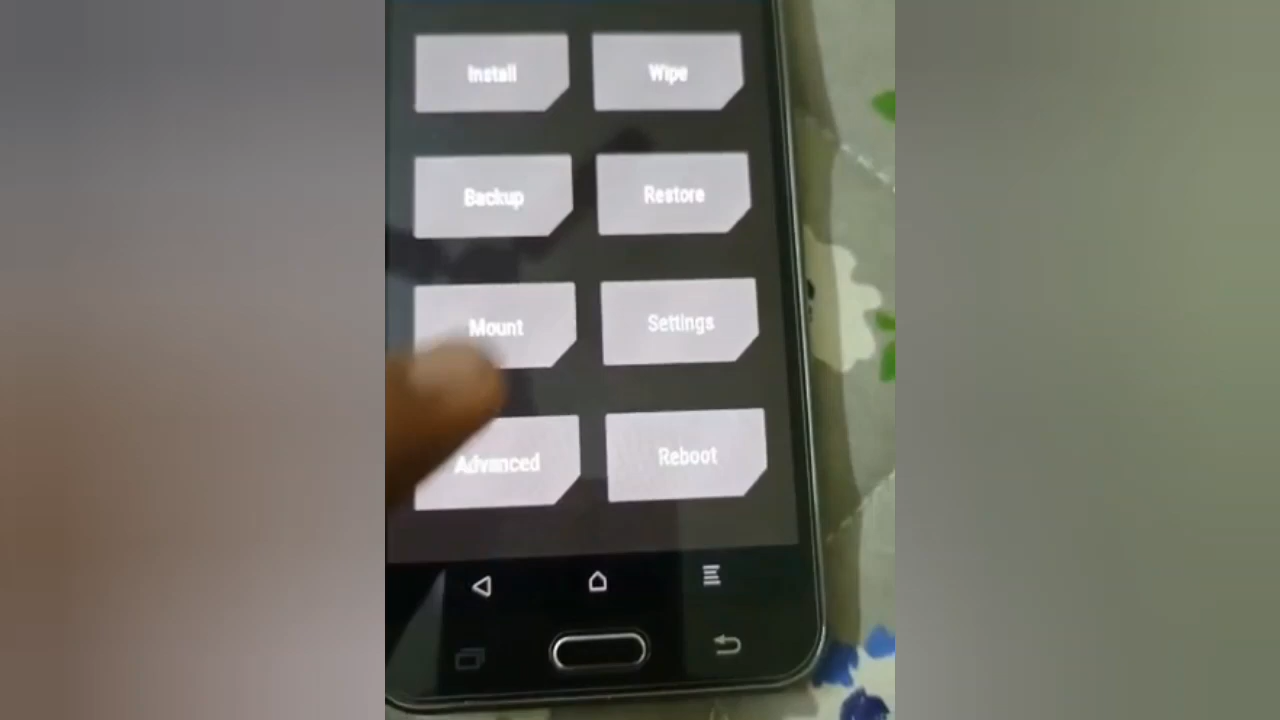 Install
Wipe
Backup
Restore
Mount
Settings
Advanced
Reboot